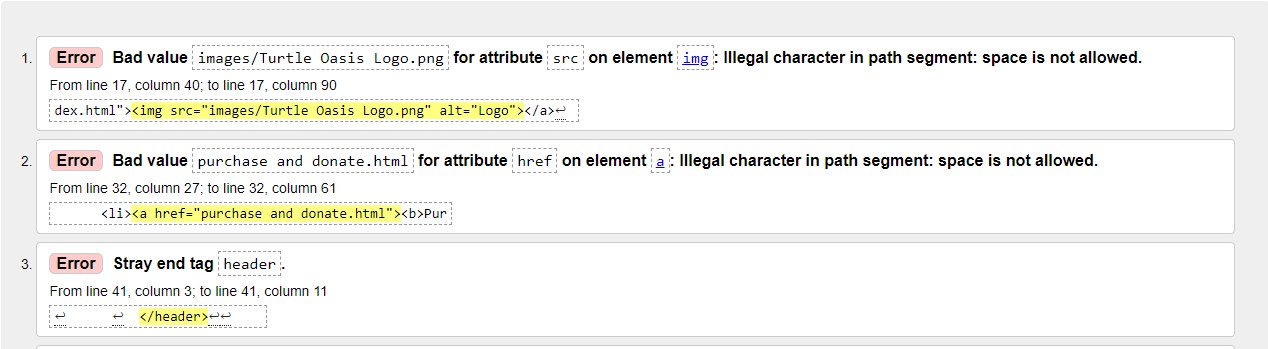 1. Error Bad value images/Turtle Oasis Logo.png for attribute src on element img: Illegal character in path segment: space is not allowed.
From line 17, column 40; to line 17, column 90
dex.html"><img src="images/Turtle Oasis Logo.png" alt="Logo"></a>↩
2. Error Bad value purchase and donate.html for attribute href on element a: Illegal character in path segment: space is not allowed.
From line 32, column 27; to line 32, column 61
<li><a href="purchase and donate.html"><b>Pur
3. Error Stray end tag header.
From line 41, column 3; to line 41, column 11
↩ ↩ </header>↩↩